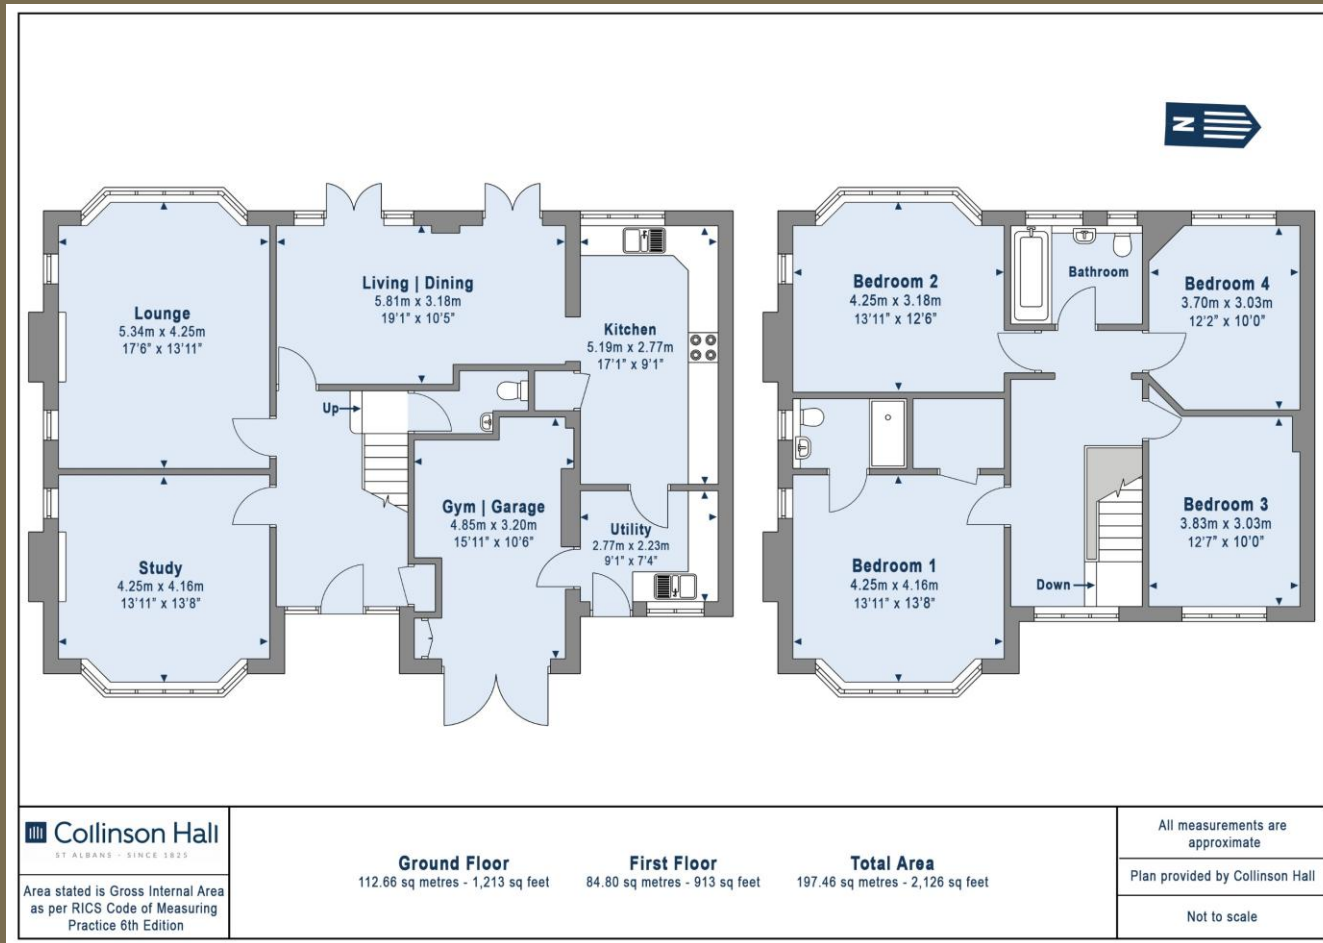 N
Lounge
5.34m x 4.25m
17'6" x 13'11"
Living | Dining
5.81m x 3.18m
19'1" x 10'5"
Kitchen
5.19m x 2.77m
17'1" x 9'1"
Up
Gym | Garage
4.85m x 3.20m
15'11" x 10'6"
Utility
2.77m x 2.23m
9'1" x 7'4"
Study
4.25m x 4.16m
13'11" x 13'8"
Bedroom 2
4.25m x 3.18m
13'11" x 12'6"
Bathroom
Bedroom 4
3.70m x 3.03m
12'2" x 10'0"
Bedroom 3
3.83m x 3.03m
12'7" x 10'0"
Bedroom 1
4.25m x 4.16m
13'11" x 13'8"
Down
Collinson Hall
ST ALBANS - SINCE 1825
Area stated is Gross Internal Area
as per RICS Code of Measuring
Practice 6th Edition
Ground Floor
112.66 sq metres - 1,213 sq feet
First Floor
84.80 sq metres - 913 sq feet
Total Area
197.46 sq metres - 2,126 sq feet
All measurements are
approximate
Plan provided by Collinson Hall
Not to scale